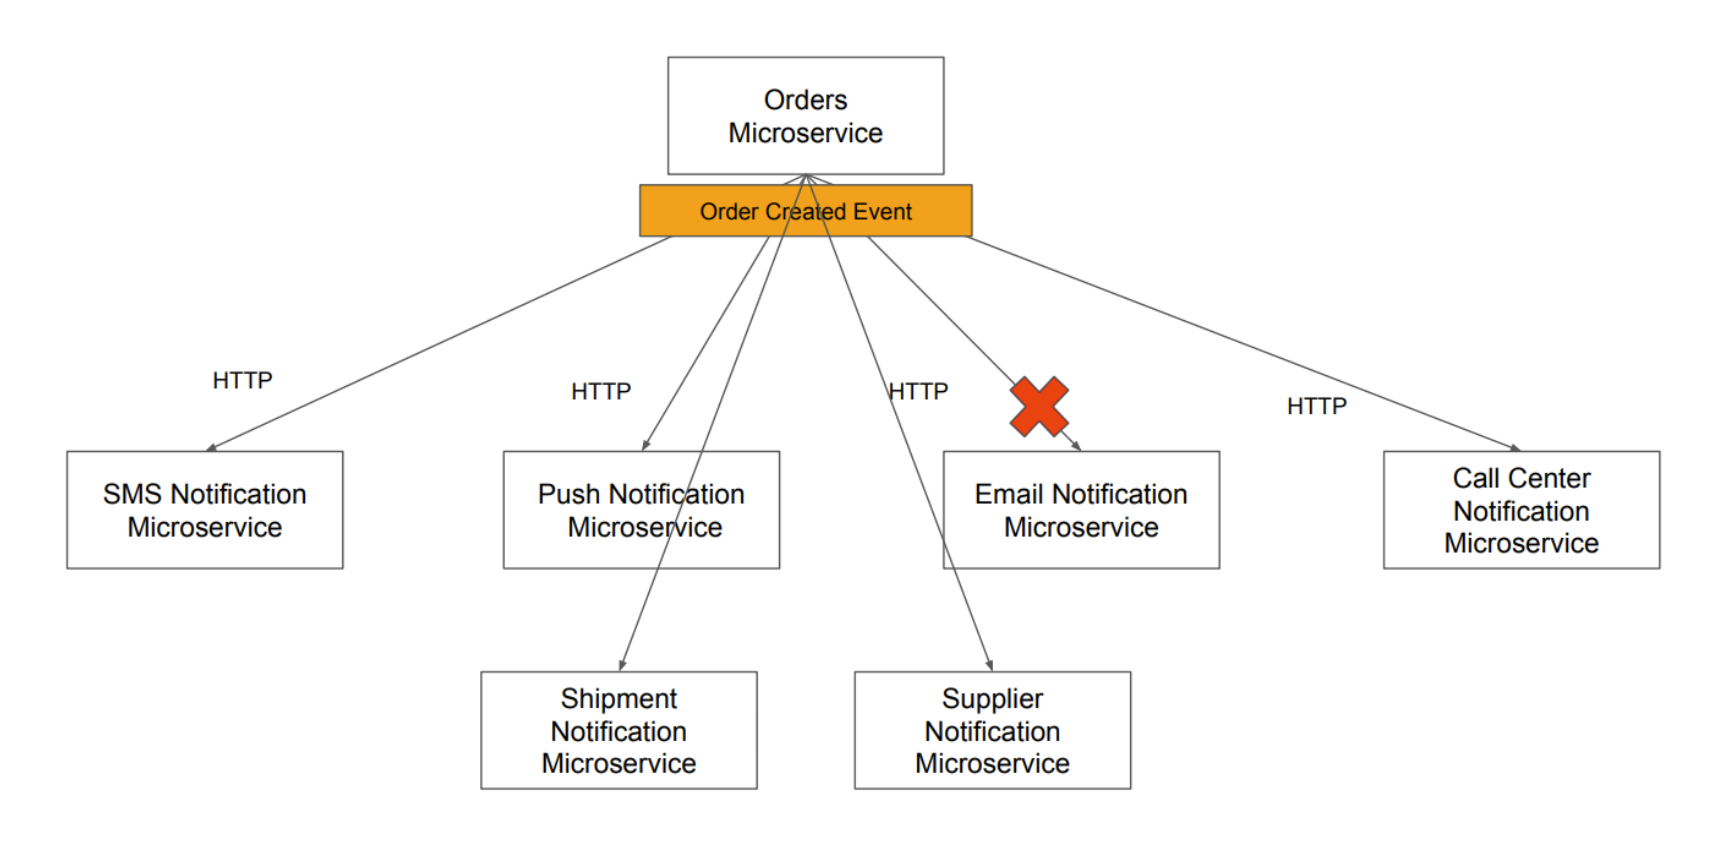 Orders
Microservice
Order Created Event
HTTP
HTTP
HTTP
HTTP
SMS Notification
Microservice
Push Notification
Microservice
Email Notification
Microservice
Call Center
Notification
Microservice
Shipment
Notification
Microservice
Supplier
Notification
Microservice